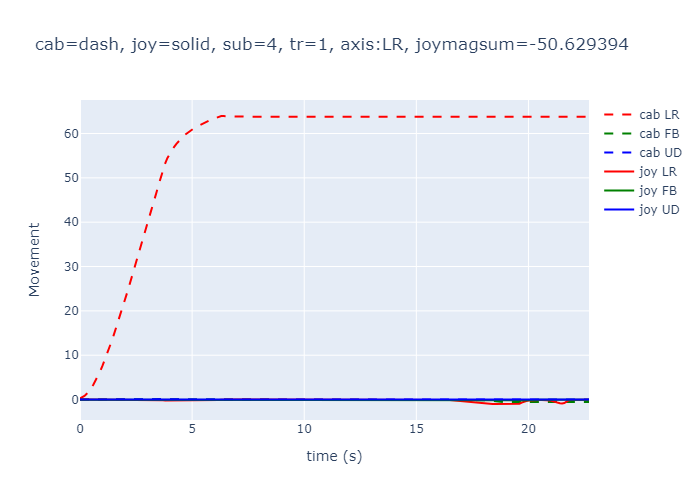 cab=dash, joy=solid, sub=4, tr=1, axis:LR, joymagsum=-50.629394
cab LR
cab FB
cab UD
joy LR
joy FB
joy UD
Movement
60
50
40
30
20
10
0
0 5 10 15 20
time (s)